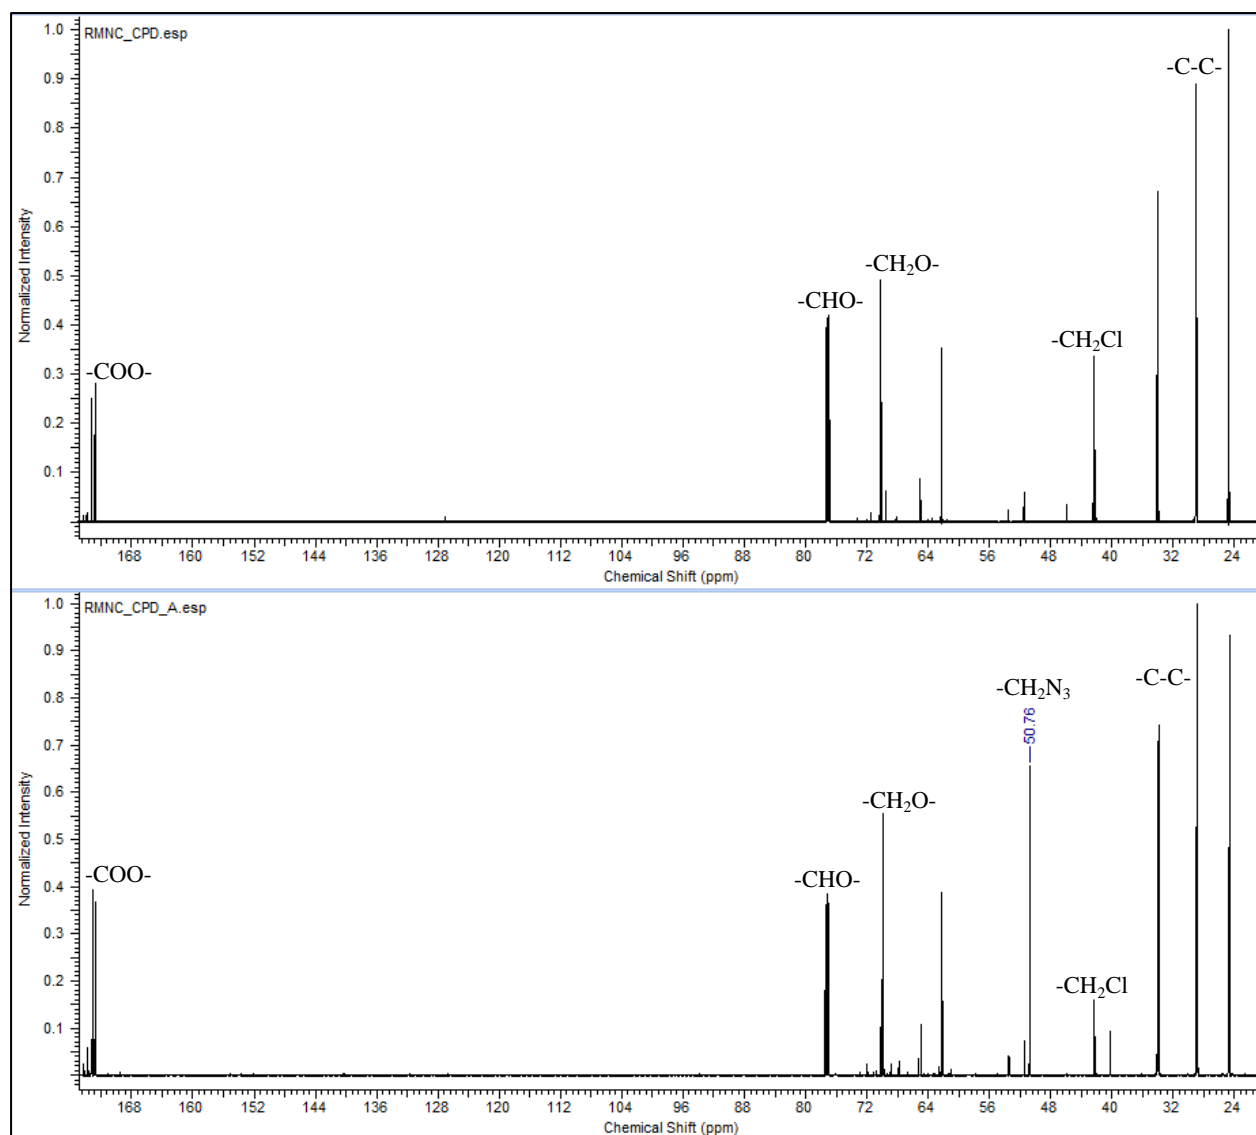 RMNC_CPD.esp
-C-C-
-CH₂O-
-CHO-
-CH₂Cl
-COO-
Normalized Intensity
1.0
0.9
0.8
0.7
0.6
0.5
0.4
0.3
0.2
0.1
168 160 152 144 136 128 120 112 104 96 88 80 72 64 56 48 40 32 24
Chemical Shift (ppm)
RMNC_CPD_A.esp
-CH₂N₃
-C-C-
50.76
-CH₂O-
-COO-
-CHO-
-CH₂Cl
Normalized Intensity
1.0
0.9
0.8
0.7
0.6
0.5
0.4
0.3
0.2
0.1
168 160 152 144 136 128 120 112 104 96 88 80 72 64 56 48 40 32 24
Chemical Shift (ppm)